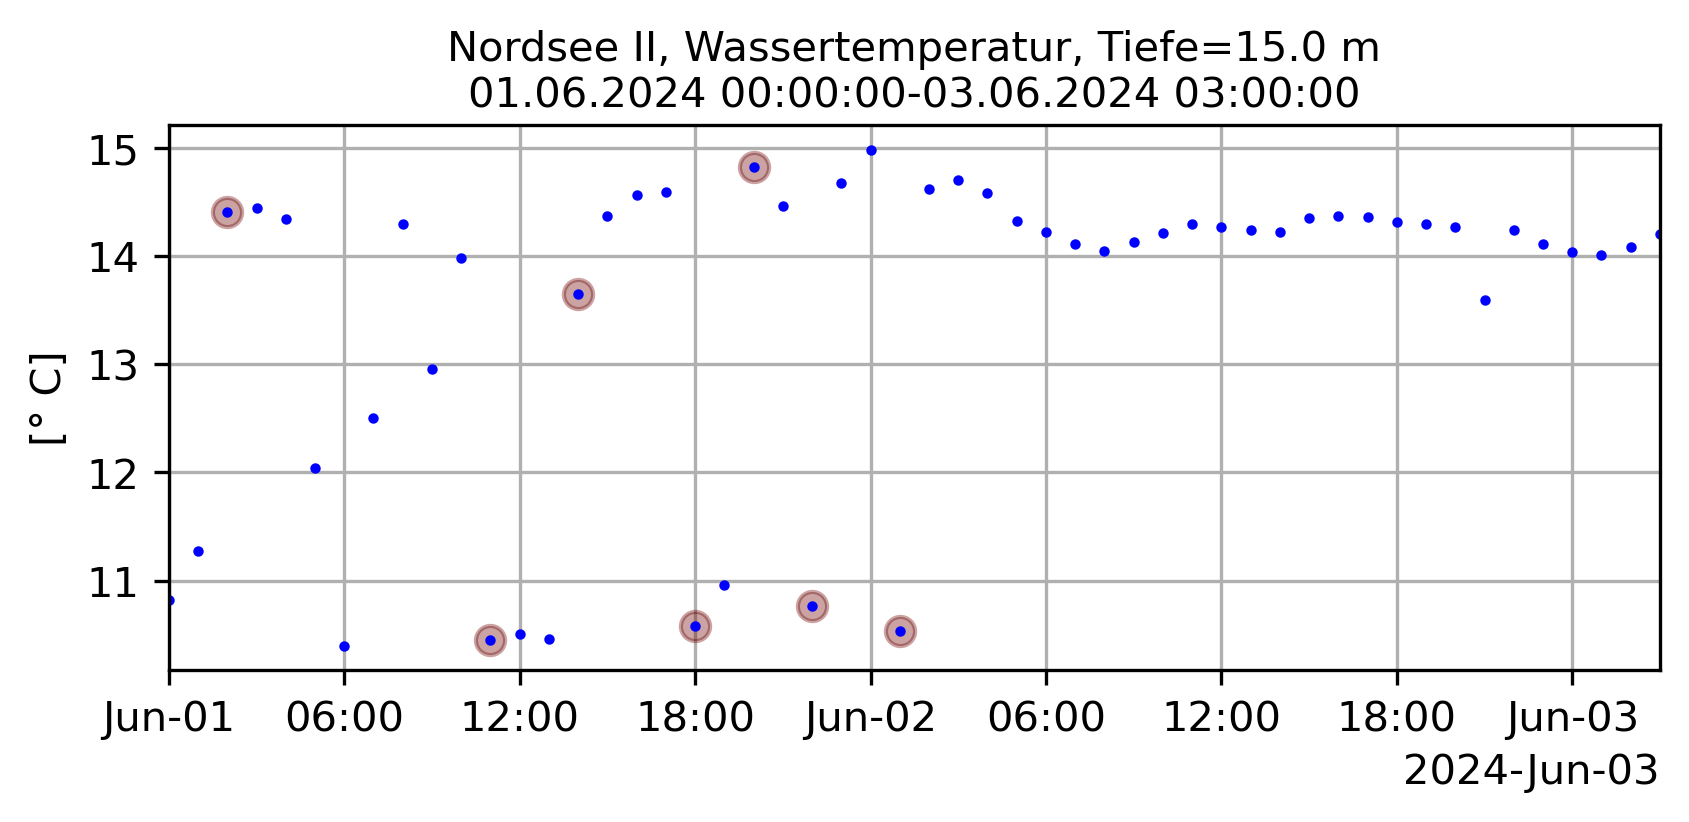 Nordsee II, Wassertemperatur, Tiefe=15.0 m
01.06.2024 00:00:00-03.06.2024 03:00:00
15
14
13
12
11
[° C]
Jun-01 06:00 12:00 18:00 Jun-02 06:00 12:00 18:00 Jun-03
2024-Jun-03